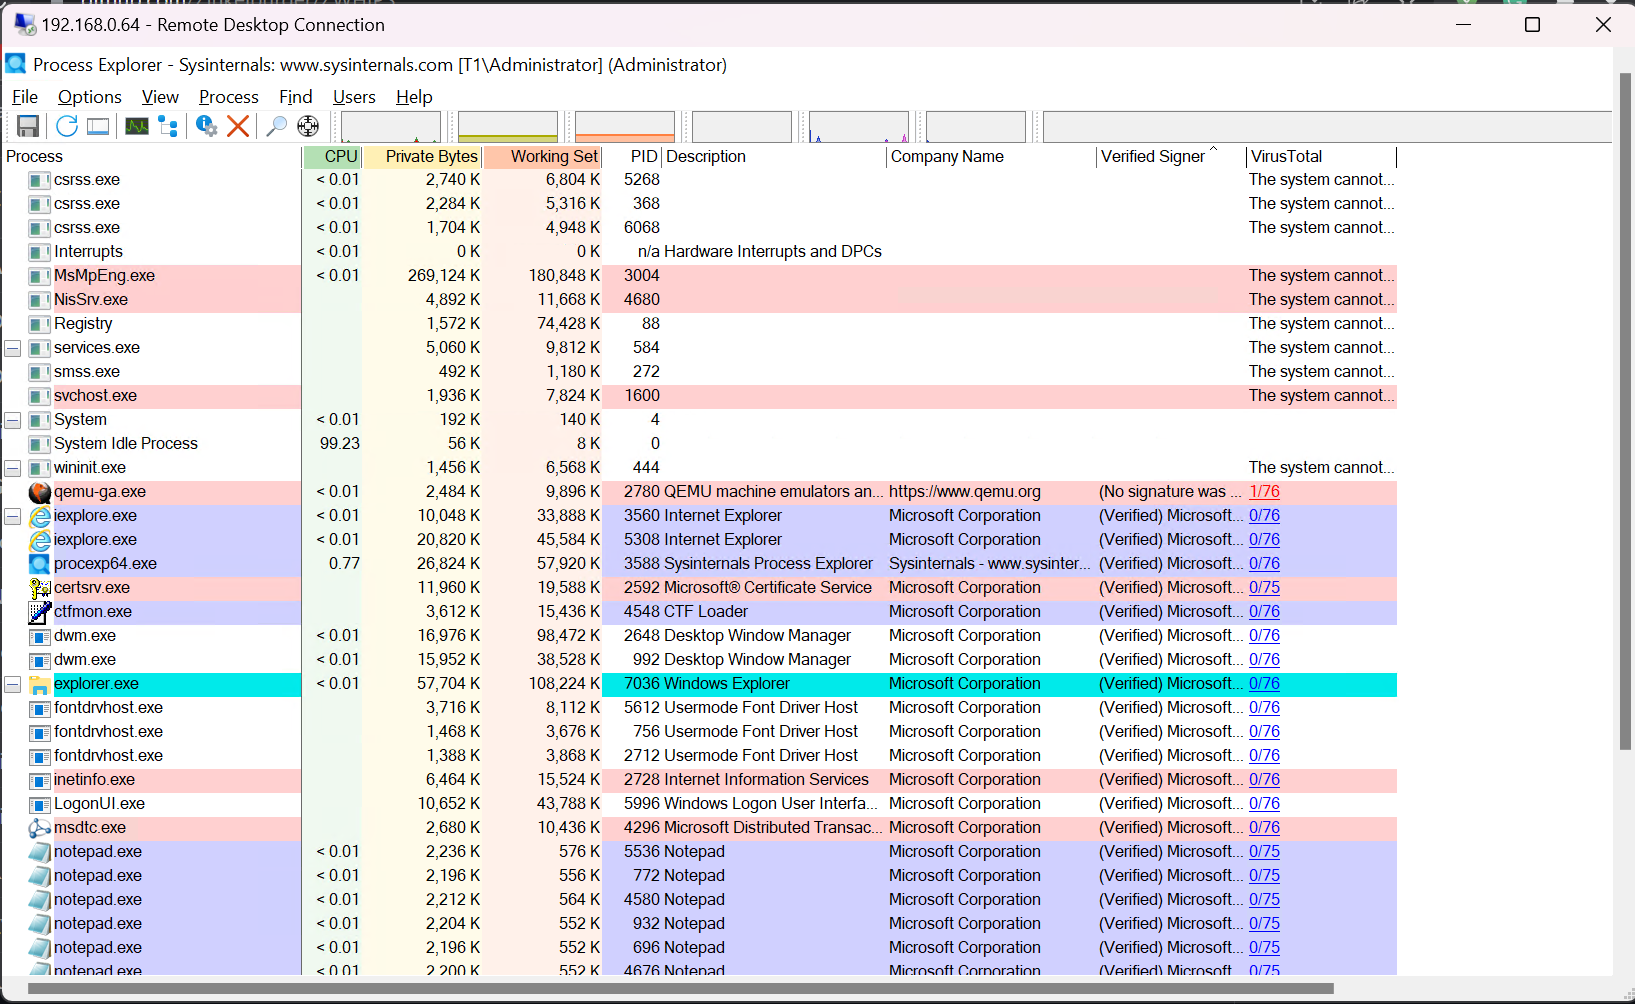 192.168.0.64 - Remote Desktop Connection
Process Explorer - Sysinternals: www.sysinternals.com [T1\Administrator] (Administrator)
File Options View Process Find Users Help
Process CPU Private Bytes Working Set PID Description Company Name Verified Signer VirusTotal
csrss.exe < 0.01 2,740 K 6,804 K 5268 The system cannot...
csrss.exe < 0.01 2,284 K 5,316 K 368 The system cannot...
csrss.exe < 0.01 1,704 K 4,948 K 6068 The system cannot...
Interrupts < 0.01 0 K 0 K n/a Hardware Interrupts and DPCs
MsMpEng.exe < 0.01 269,124 K 180,848 K 3004 The system cannot...
NisSrv.exe 4,892 K 11,668 K 4680 The system cannot...
Registry 1,572 K 74,428 K 88 The system cannot...
services.exe 5,060 K 9,812 K 584 The system cannot...
smss.exe 492 K 1,180 K 272 The system cannot...
svchost.exe 1,936 K 7,824 K 1600 The system cannot...
System < 0.01 192 K 140 K 4
System Idle Process 99.23 56 K 8 K 0
wininit.exe 1,456 K 6,568 K 444 The system cannot...
qemu-ga.exe < 0.01 2,484 K 9,896 K 2780 QEMU machine emulators an... https://www.qemu.org (No signature was ... 1/76
iexplore.exe < 0.01 10,048 K 33,888 K 3560 Internet Explorer Microsoft Corporation (Verified) Microsoft... 0/76
iexplore.exe < 0.01 20,820 K 45,584 K 5308 Internet Explorer Microsoft Corporation (Verified) Microsoft... 0/76
procexp64.exe 0.77 26,824 K 57,920 K 3588 Sysinternals Process Explorer Sysinternals - www.sysinter... (Verified) Microsoft... 0/76
certsrv.exe 11,960 K 19,588 K 2592 Microsoft® Certificate Service Microsoft Corporation (Verified) Microsoft... 0/75
ctfmon.exe 3,612 K 15,436 K 4548 CTF Loader Microsoft Corporation (Verified) Microsoft... 0/76
dwm.exe < 0.01 16,976 K 98,472 K 2648 Desktop Window Manager Microsoft Corporation (Verified) Microsoft... 0/76
dwm.exe < 0.01 15,952 K 38,528 K 992 Desktop Window Manager Microsoft Corporation (Verified) Microsoft... 0/76
explorer.exe < 0.01 57,704 K 108,224 K 7036 Windows Explorer Microsoft Corporation (Verified) Microsoft... 0/76
fontdrvhost.exe 3,716 K 8,112 K 5612 Usermode Font Driver Host Microsoft Corporation (Verified) Microsoft... 0/76
fontdrvhost.exe 1,468 K 3,676 K 756 Usermode Font Driver Host Microsoft Corporation (Verified) Microsoft... 0/76
fontdrvhost.exe 1,388 K 3,868 K 2712 Usermode Font Driver Host Microsoft Corporation (Verified) Microsoft... 0/76
inetinfo.exe 6,464 K 15,524 K 2728 Internet Information Services Microsoft Corporation (Verified) Microsoft... 0/76
LogonUI.exe 10,652 K 43,788 K 5996 Windows Logon User Interfa... Microsoft Corporation (Verified) Microsoft... 0/76
msdtc.exe 2,680 K 10,436 K 4296 Microsoft Distributed Transac... Microsoft Corporation (Verified) Microsoft... 0/76
notepad.exe < 0.01 2,236 K 576 K 5536 Notepad Microsoft Corporation (Verified) Microsoft... 0/75
notepad.exe < 0.01 2,196 K 556 K 772 Notepad Microsoft Corporation (Verified) Microsoft... 0/75
notepad.exe < 0.01 2,212 K 564 K 4580 Notepad Microsoft Corporation (Verified) Microsoft... 0/75
notepad.exe < 0.01 2,204 K 552 K 932 Notepad Microsoft Corporation (Verified) Microsoft... 0/75
notepad.exe < 0.01 2,196 K 552 K 696 Notepad Microsoft Corporation (Verified) Microsoft... 0/75
notepad.exe < 0.01 2,200 K 552 K 4676 Notepad Microsoft Corporation (Verified) Microsoft... 0/75